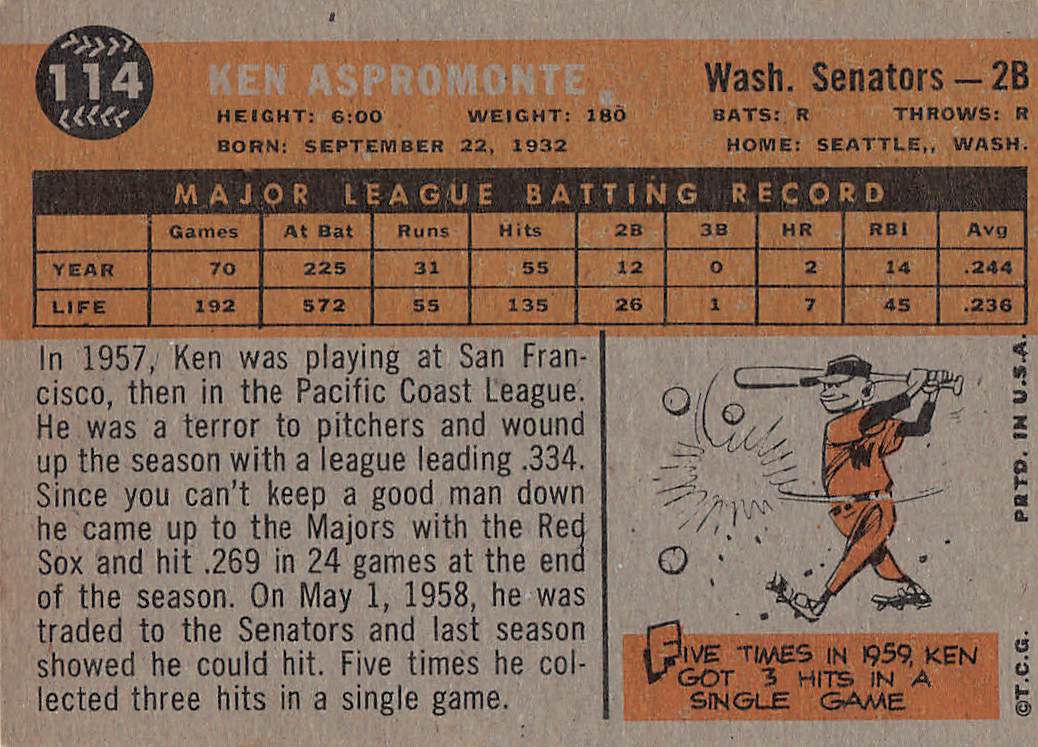 114
KEN ASPROMONTE
Wash. Senators — 2B
HEIGHT: 6:00 WEIGHT: 180 BATS: R THROWS: R
BORN: SEPTEMBER 22, 1932 HOME: SEATTLE,, WASH.
MAJOR LEAGUE BATTING RECORD
Games At Bat Runs Hits 2B 3B HR RBI Avg
YEAR 70 225 31 55 12 0 2 14 .244
LIFE 192 572 55 135 26 1 7 45 .236
In 1957, Ken was playing at San Fran-
cisco, then in the Pacific Coast League.
He was a terror to pitchers and wound
up the season with a league leading .334.
Since you can't keep a good man down
he came up to the Majors with the Red
Sox and hit .269 in 24 games at the end
of the season. On May 1, 1958, he was
traded to the Senators and last season
showed he could hit. Five times he col-
lected three hits in a single game.
FIVE TIMES IN 1959, KEN
GOT 3 HITS IN A
SINGLE GAME
©T.C.G. PRTD. IN U.S.A.